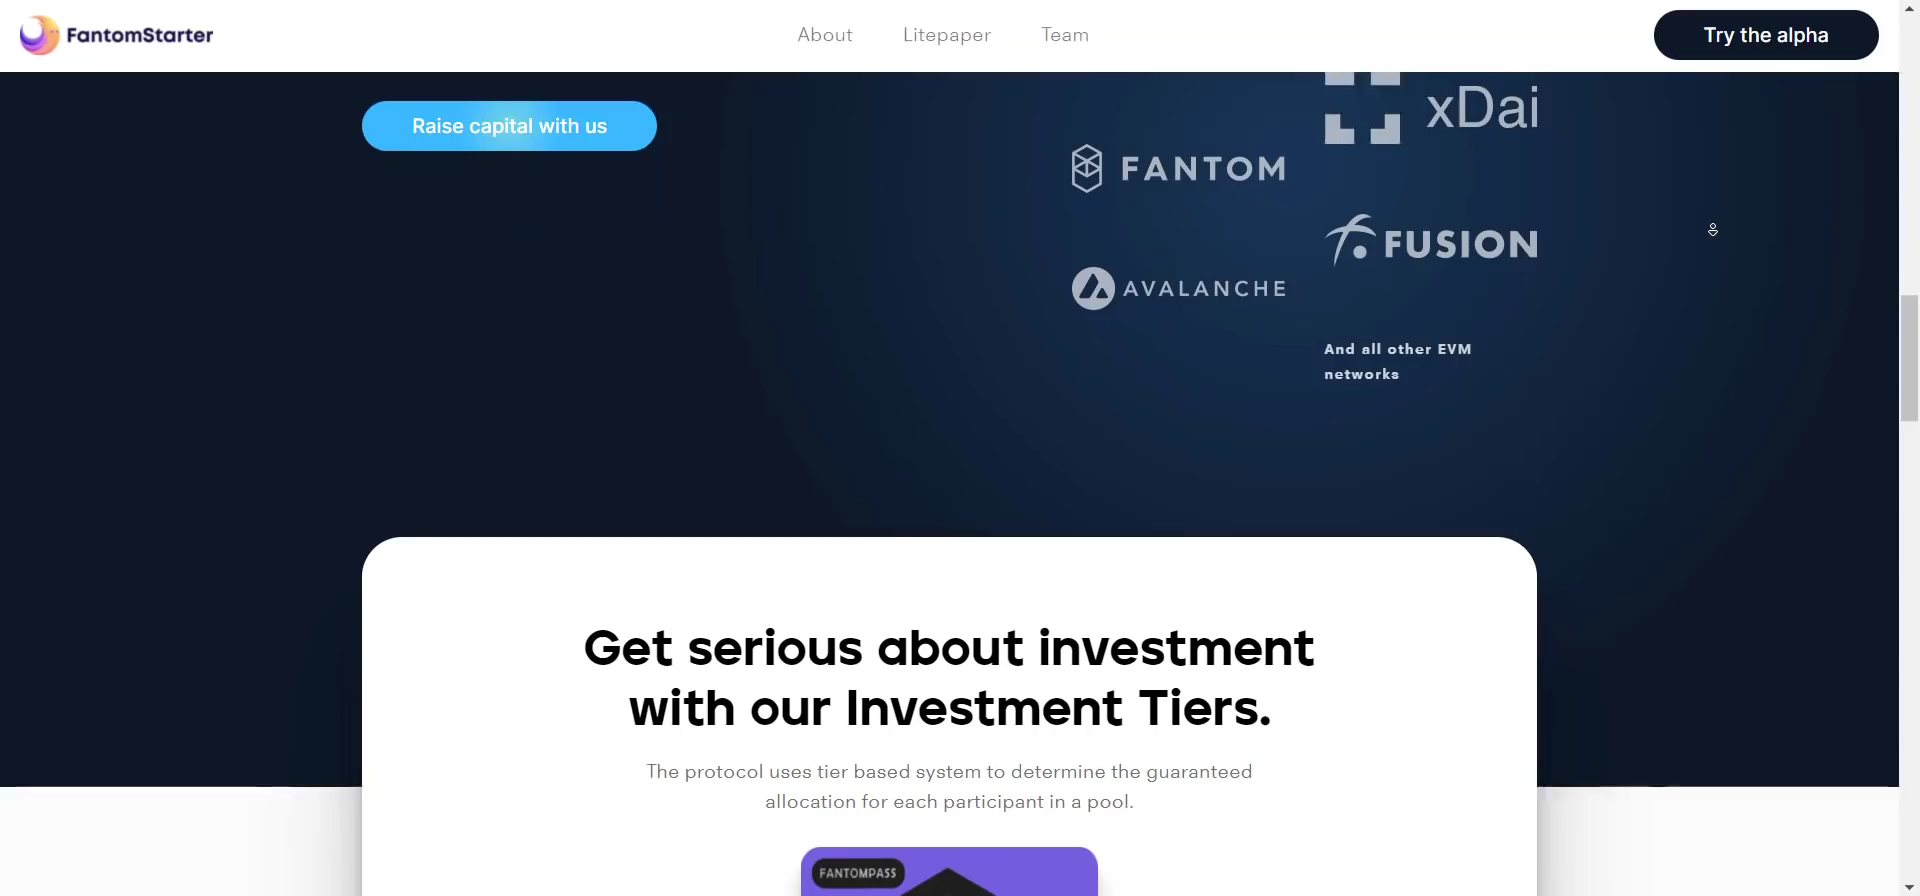 FantomStarter
About
Litepaper
Team
Try the alpha
Raise capital with us
xDai
FANTOM
FUSION
AVALANCHE
And all other EVM
networks
Get serious about investment
with our Investment Tiers.
The protocol uses tier based system to determine the guaranteed
allocation for each participant in a pool.
FANTOMPASS